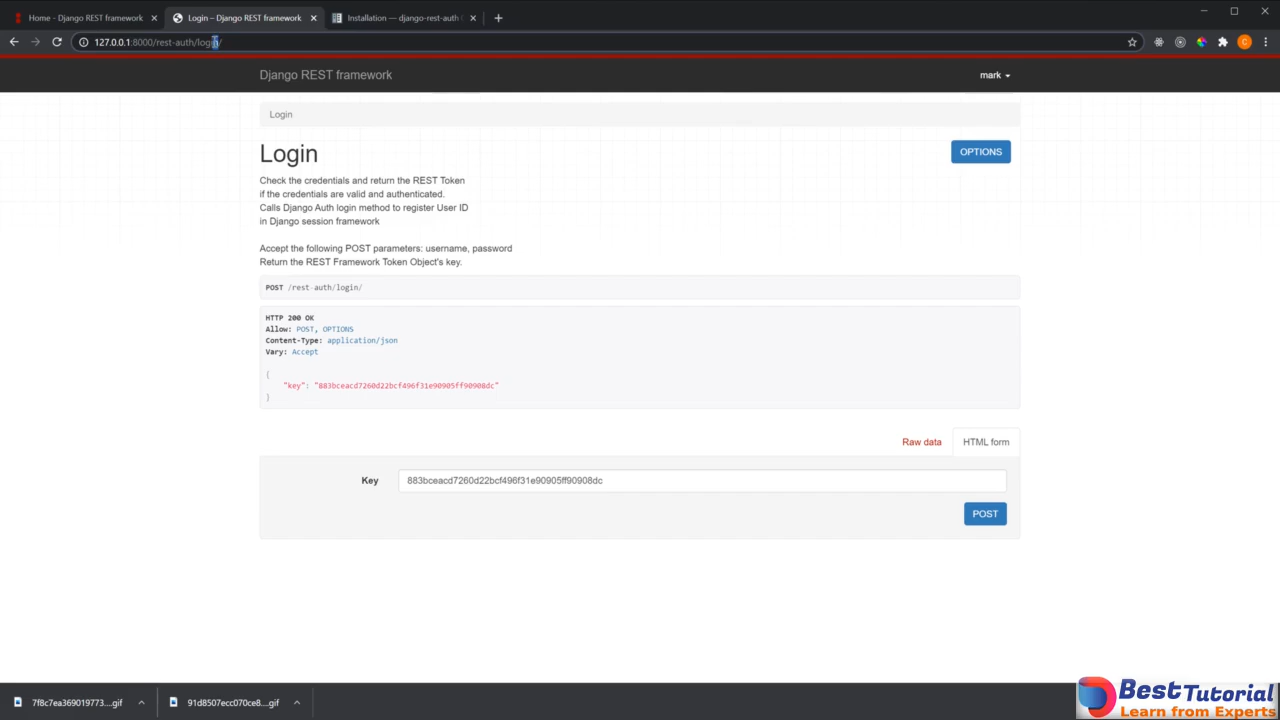 Home - Django REST framework
Login – Django REST framework
Installation — django-rest-auth
127.0.0.1:8000/rest-auth/login/
Django REST framework
mark
Login
Login
OPTIONS
Check the credentials and return the REST Token
if the credentials are valid and authenticated.
Calls Django Auth login method to register User ID
in Django session framework
Accept the following POST parameters: username, password
Return the REST Framework Token Object's key.
POST /rest-auth/login/
HTTP 200 OK
Allow: POST, OPTIONS
Content-Type: application/json
Vary: Accept
{
"key": "883bceacd7260d22bcf496f31e90905ff90908dc"
}
Raw data
HTML form
Key
883bceacd7260d22bcf496f31e90905ff90908dc
POST
7f8c7ea369019773....gif
91d8507ecc070ce8....gif
BestTutorial
Learn from Experts